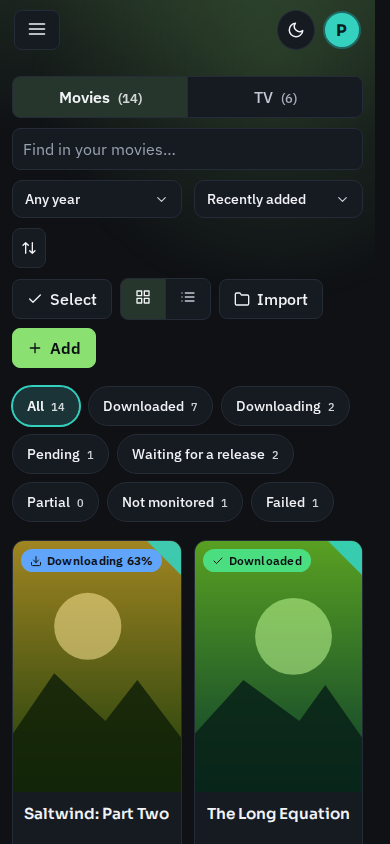 P
Movies (14) TV (6)
Find in your movies...
Any year Recently added
Select Import
Add
All 14 Downloaded 7 Downloading 2
Pending 1 Waiting for a release 2
Partial 0 Not monitored 1 Failed 1
Downloading 63% Downloaded
Saltwind: Part Two The Long Equation